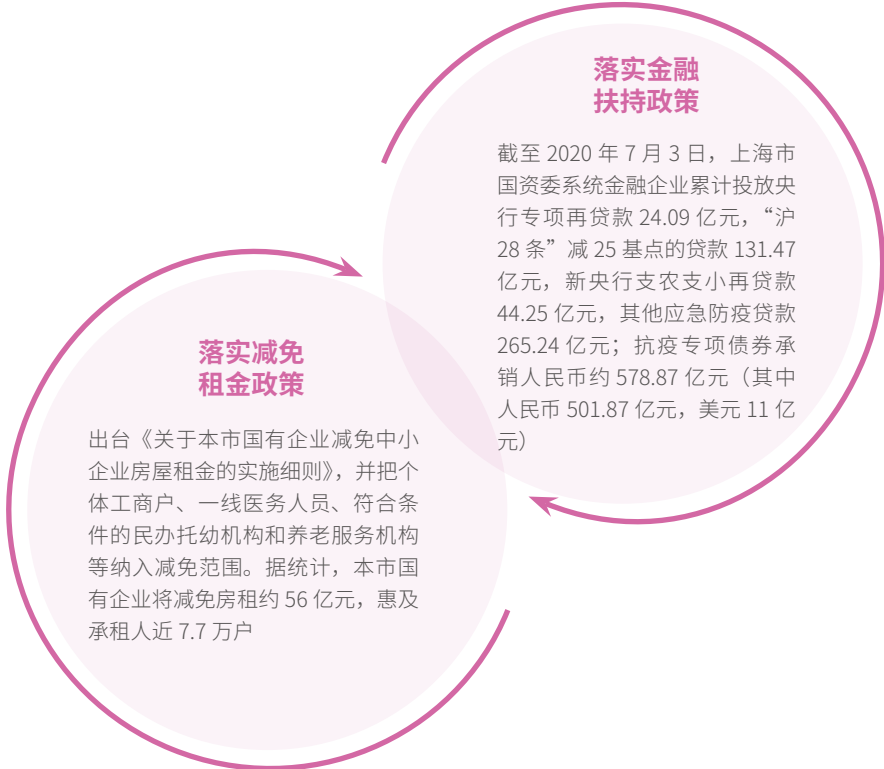 落实金融
扶持政策
截至 2020 年 7 月 3 日，上海市
国资委系统金融企业累计投放央
行专项再贷款 24.09 亿元，“沪
28 条”减 25 基点的贷款 131.47
亿元，新央行支农支小再贷款
44.25 亿元，其他应急防疫贷款
265.24 亿元；抗疫专项债券承
销人民币约 578.87 亿元（其中
人民币 501.87 亿元，美元 11 亿
元）
落实减免
租金政策
出台《关于本市国有企业减免中小
企业房屋租金的实施细则》，并把个
体工商户、一线医务人员、符合条
件的民办托幼机构和养老服务机构
等纳入减免范围。据统计，本市国
有企业将减免房租约 56 亿元，惠及
承租人近 7.7 万户